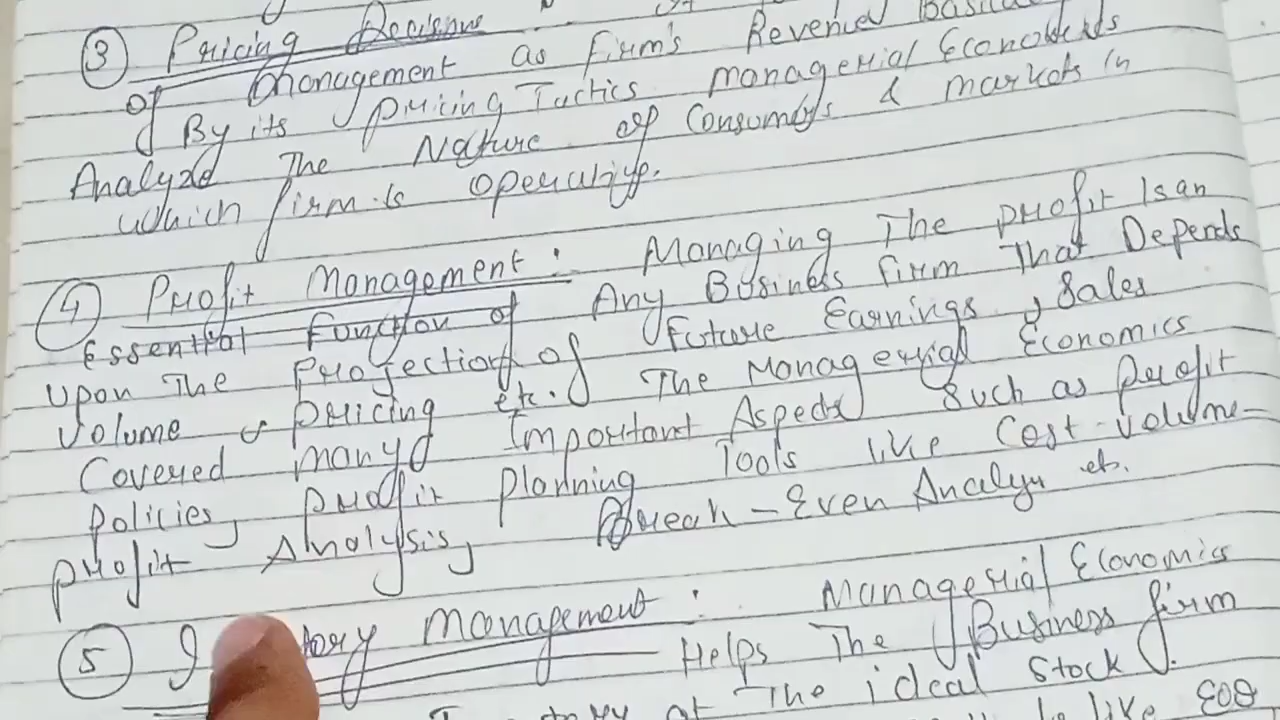 ③ Pricing Decision
of Management as firm's Revenue
By its pricing Tactics managerial Economists
Analyzed The Nature of Consumers & markets in
which firm is operating.
④ Profit Management : Managing The profit Is an
Essential Function of Any Business firm That Depends
upon The Projection of Future Earnings, Sales
Volume & pricing etc. The Managerial Economics
Covered many Important Aspects Such as profit
policies, profit planning Tools like Cost-volume-
profit Analysis, Break-Even Analysis etc.
⑤ Management : Managerial Economics
Helps The Business firm
at The ideal Stock
like EOQ